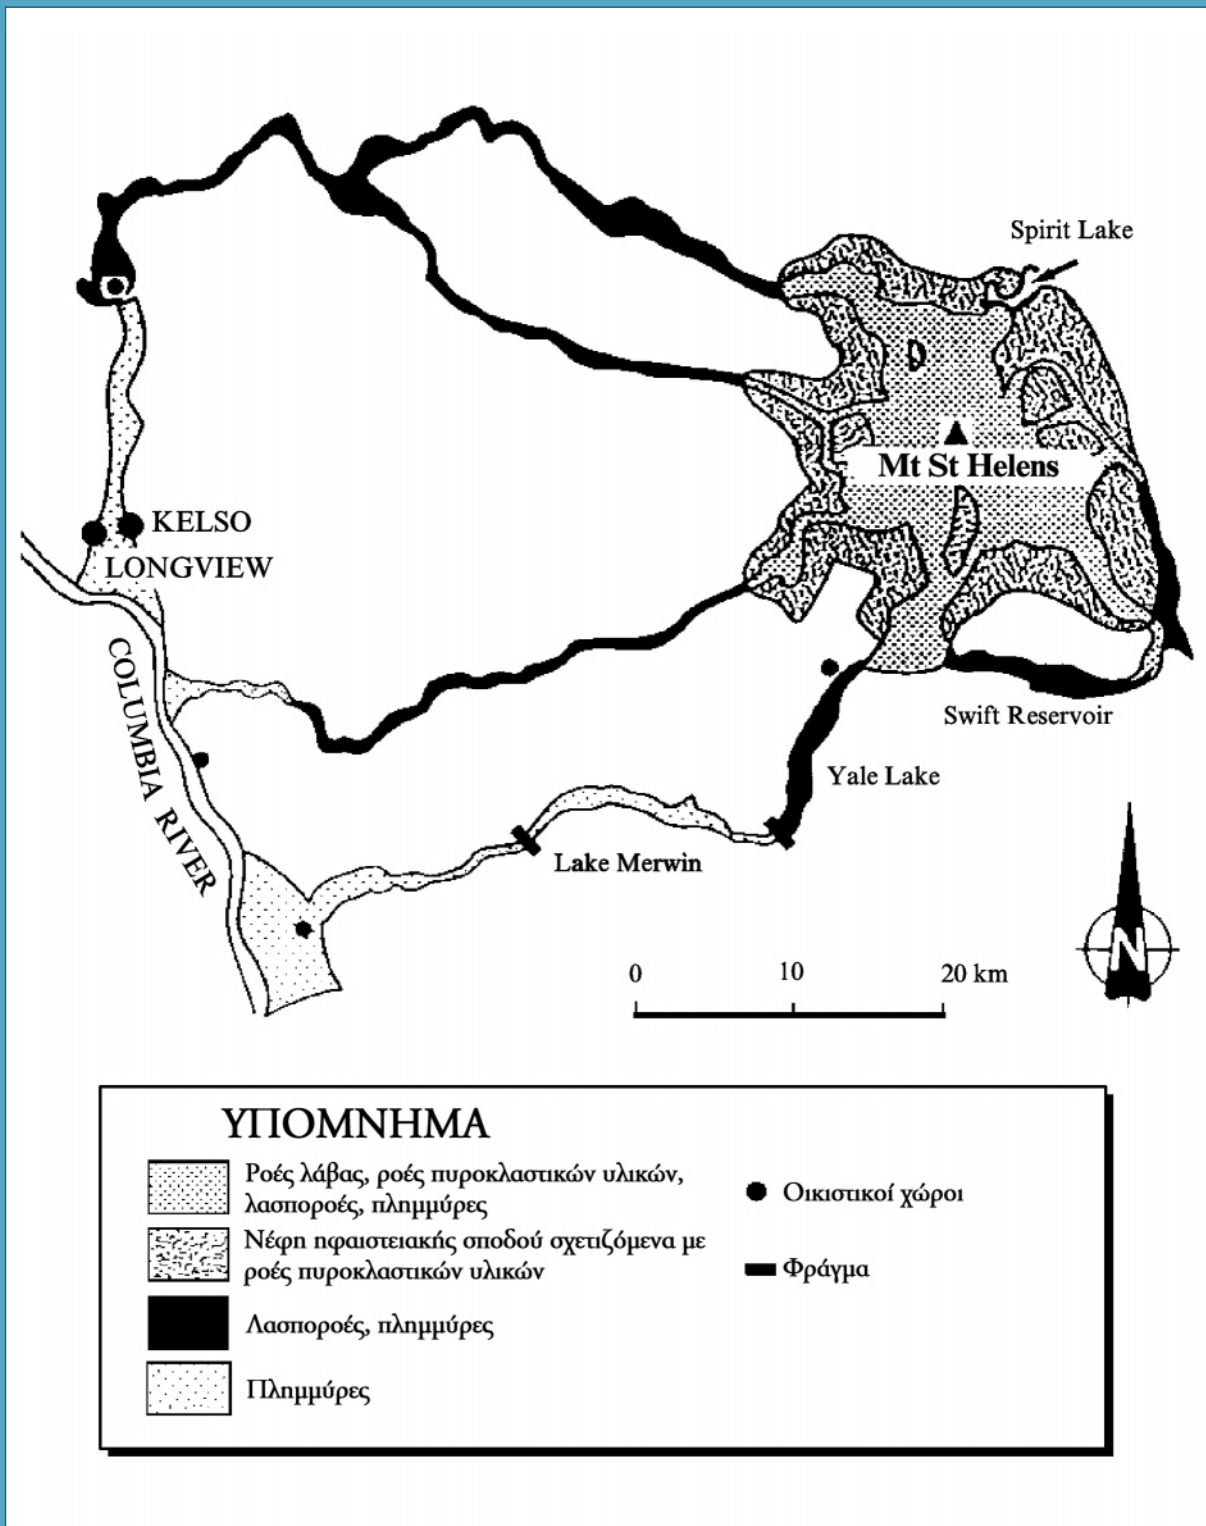 Spirit Lake
Mt St Helens
KELSO
LONGVIEW
COLUMBIA RIVER
Swift Reservoir
Yale Lake
Lake Merwin
N
0 10 20 km
ΥΠΟΜΝΗΜΑ
Ροές λάβας, ροές πυροκλαστικών υλικών,
λασποροές, πλημμύρες
Νέφη ηφαιστειακής σποδού σχετιζόμενα με
ροές πυροκλαστικών υλικών
Λασποροές, πλημμύρες
Πλημμύρες
Οικιστικοί χώροι
Φράγμα